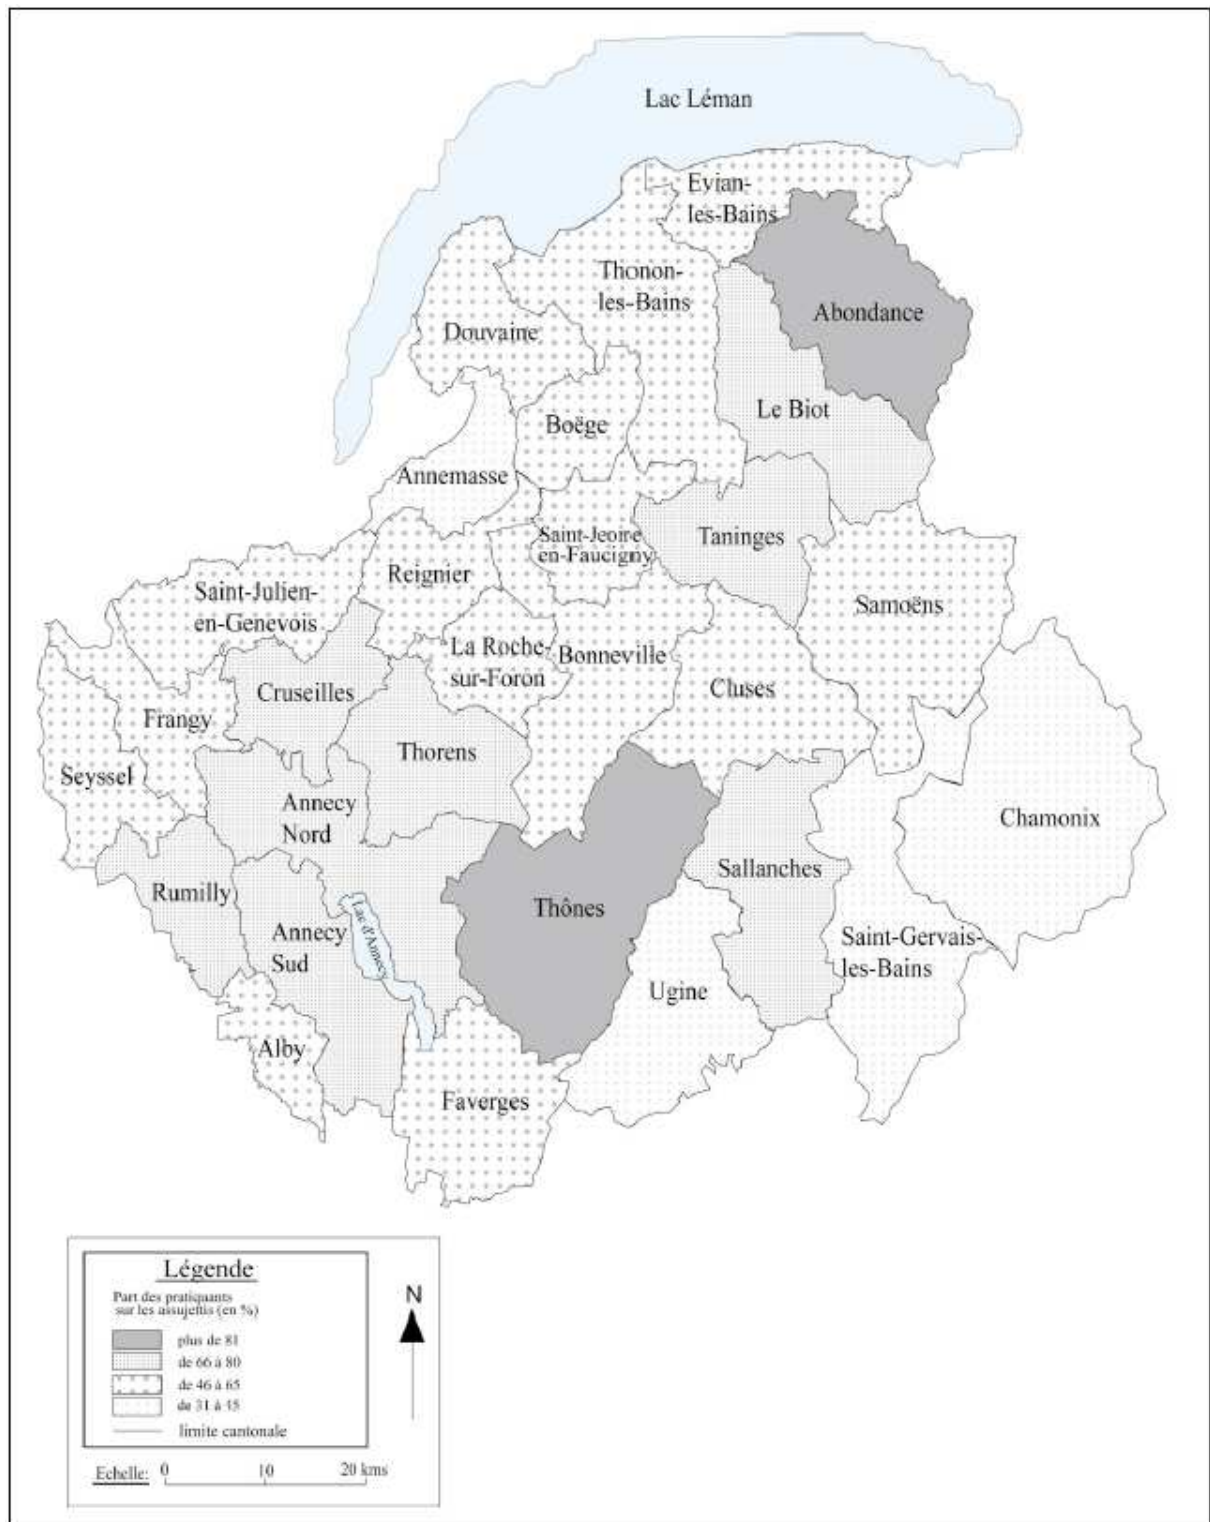 Lac Léman
Evian-
les-Bains
Thonon-
les-Bains
Abondance
Douvaine
Le Biot
Boëge
Annemasse
Saint-Jeoire
en-Faucigny
Taninges
Reignier
Saint-Julien-
en-Genevois
Samoëns
La Roche-
sur-Foron
Bonneville
Cluses
Cruseilles
Frangy
Thorens
Seyssel
Annecy
Nord
Chamonix
Sallanches
Rumilly
Thônes
Lac d'Annecy
Annecy
Sud
Saint-Gervais-
les-Bains
Ugine
Alby
Faverges
Légende
Part des pratiquants
sur les assujettis (en %)
plus de 81
de 66 à 80
de 46 à 65
de 31 à 45
limite cantonale
N
Echelle: 0 10 20 kms